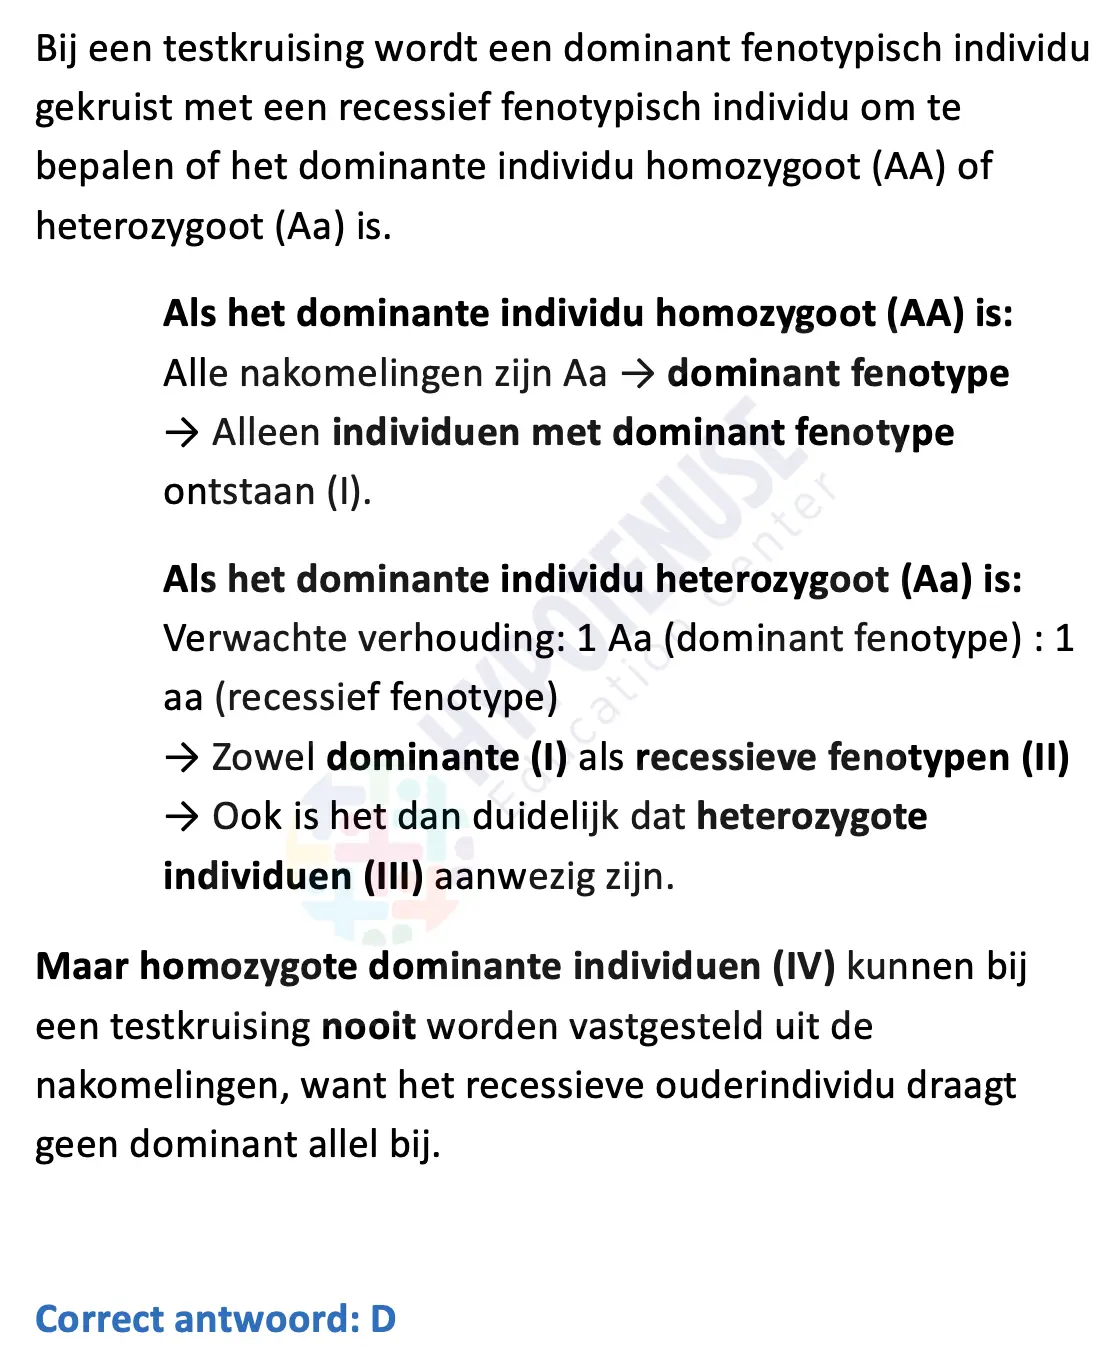 Bij een testkruising wordt een dominant fenotypisch individu
gekruist met een recessief fenotypisch individu om te
bepalen of het dominante individu homozygoot (AA) of
heterozygoot (Aa) is.
Als het dominante individu homozygoot (AA) is:
Alle nakomelingen zijn Aa → dominant fenotype
→ Alleen individuen met dominant fenotype
ontstaan (I).
Als het dominante individu heterozygoot (Aa) is:
Verwachte verhouding: 1 Aa (dominant fenotype) : 1
aa (recessief fenotype)
→ Zowel dominante (I) als recessieve fenotypen (II)
→ Ook is het dan duidelijk dat heterozygote
individuen (III) aanwezig zijn.
Maar homozygote dominante individuen (IV) kunnen bij
een testkruising nooit worden vastgesteld uit de
nakomelingen, want het recessieve ouderindividu draagt
geen dominant allel bij.
Correct antwoord: D
HYPOTENUSE
Education Center